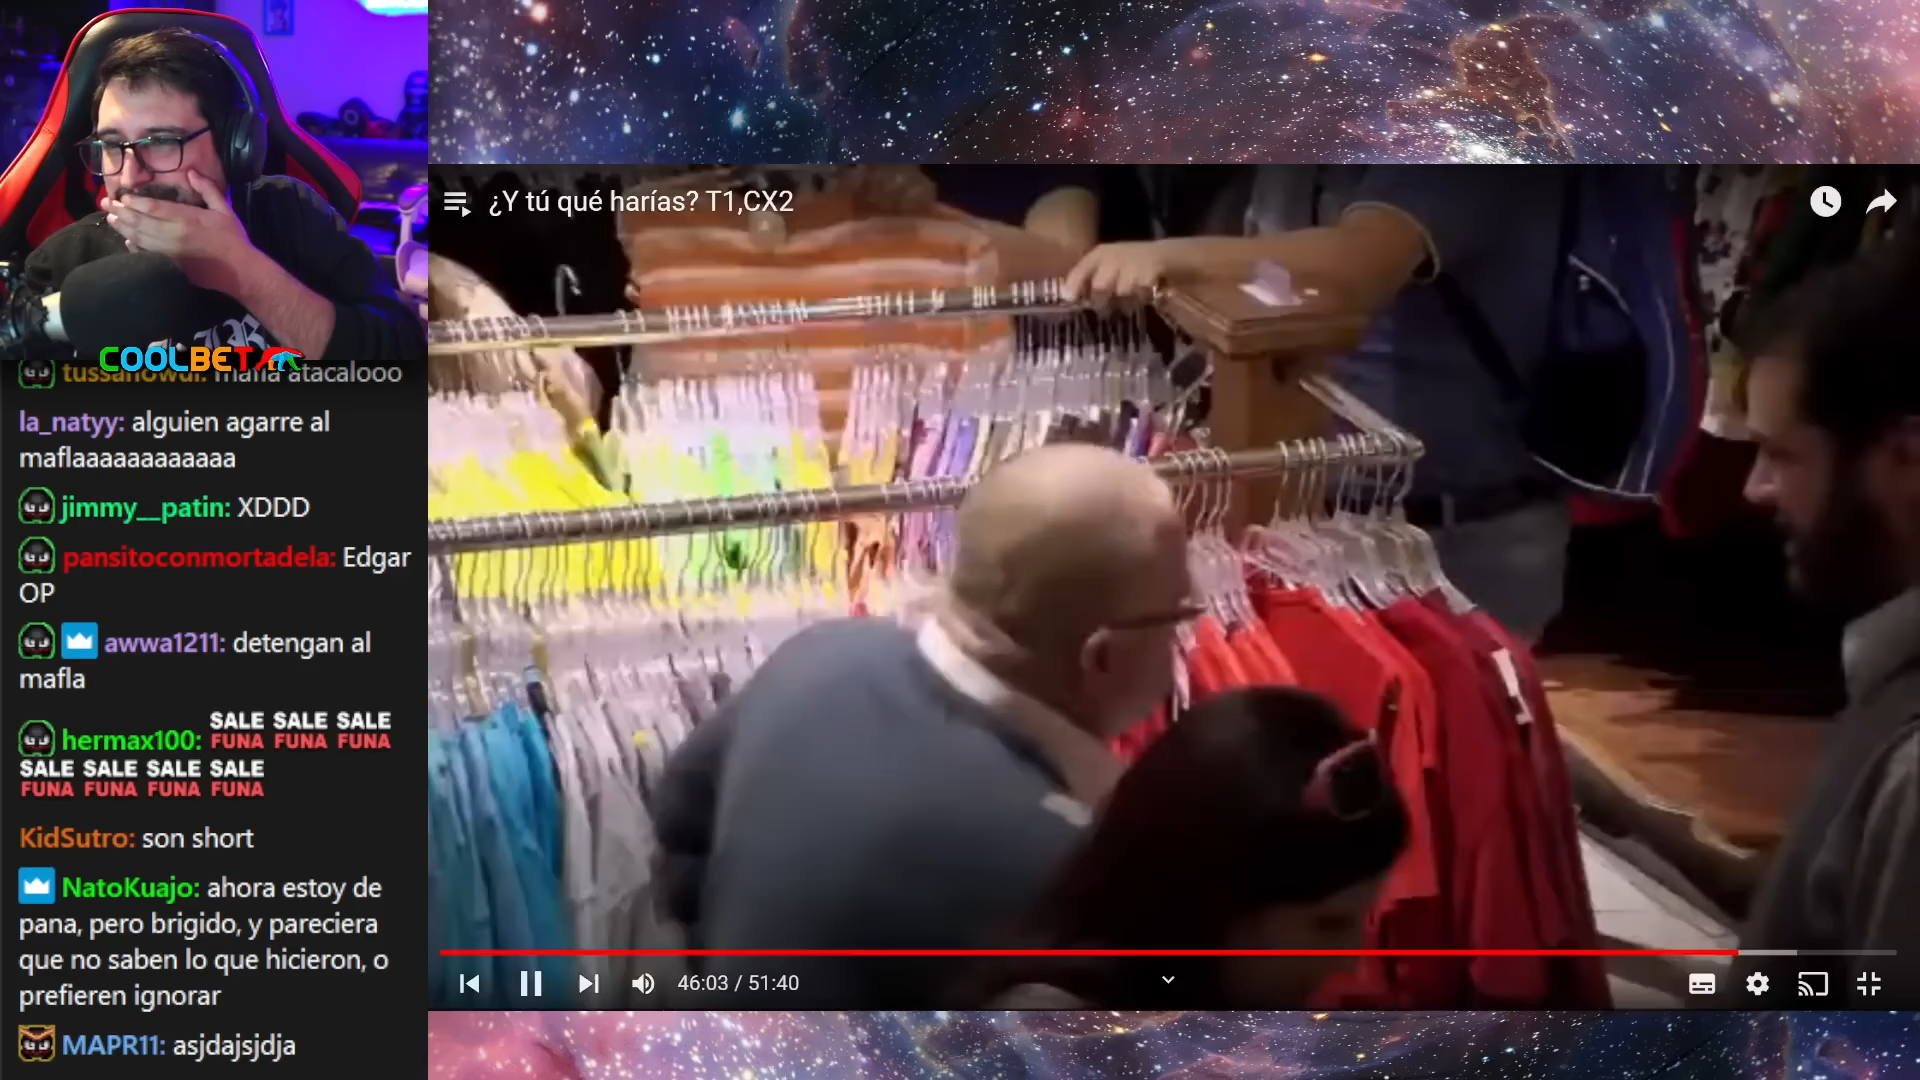 COOLBET
tussanowui: mafla atacalooo
la_natyy: alguien agarre al
maflaaaaaaaaaaaa
jimmy__patin: XDDD
pansitoconmortadela: Edgar
OP
awwa1211: detengan al
mafla
hermax100: SALE FUNA SALE FUNA SALE FUNA
SALE FUNA SALE FUNA SALE FUNA SALE FUNA
KidSutro: son short
NatoKuajo: ahora estoy de
pana, pero brigido, y pareciera
que no saben lo que hicieron, o
prefieren ignorar
MAPR11: asjdajsjdja
¿Y tú qué harías? T1,CX2
46:03 / 51:40